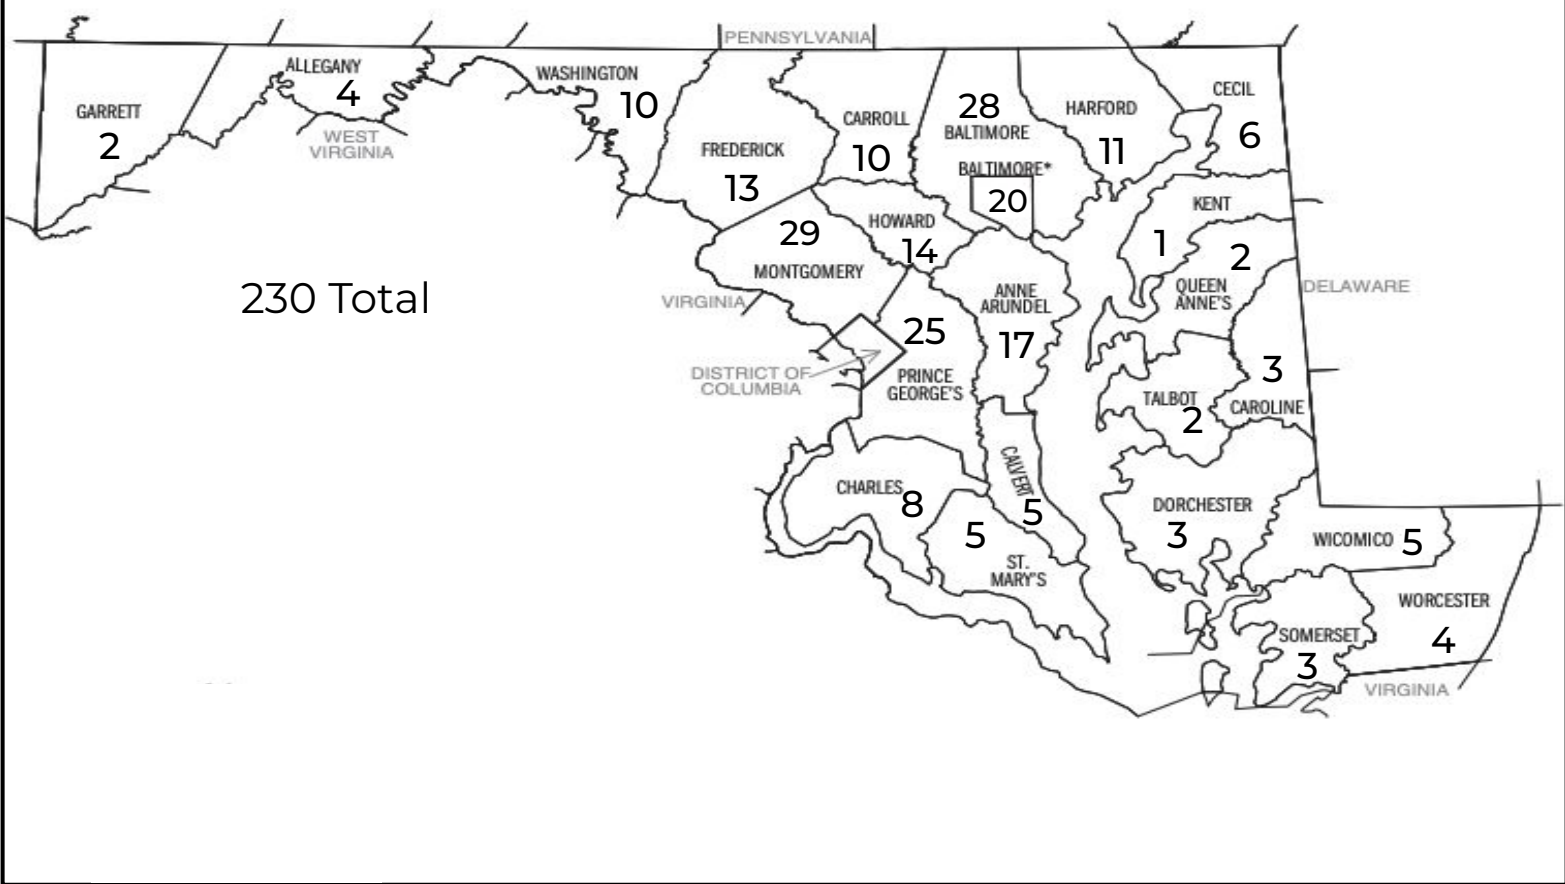 PENNSYLVANIA
ALLEGANY
4
WEST
VIRGINIA
GARRETT
2
WASHINGTON
10
FREDERICK
13
CARROLL
10
28
BALTIMORE
BALTIMORE*
20
HARFORD
11
CECIL
6
KENT
1
2
QUEEN
ANNE'S
HOWARD
14
29
MONTGOMERY
230 Total
VIRGINIA
DELAWARE
ANNE
ARUNDEL
17
25
PRINCE
GEORGE'S
DISTRICT OF
COLUMBIA
3
CAROLINE
TALBOT
2
CALVERT
5
CHARLES
8
5
ST.
MARY'S
DORCHESTER
3
WICOMICO 5
WORCESTER
4
SOMERSET
3
VIRGINIA